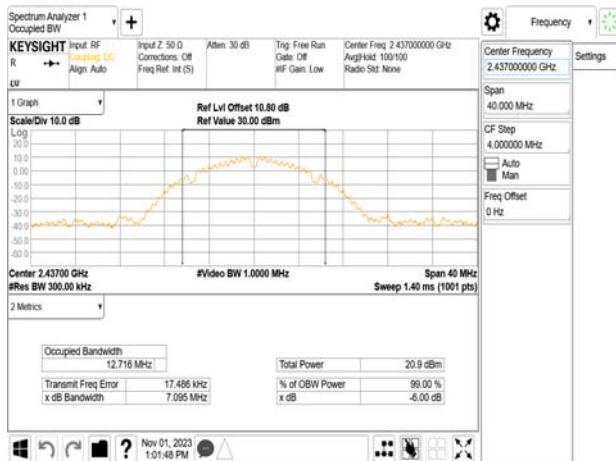 Spectrum Analyzer 1
Occupied BW
+
Frequency
KEYSIGHT
R
LXI
Input: RF
Coupling: DC
Align: Auto
Input Z: 50 Ω
Corrections: Off
Freq Ref: Int (S)
Atten: 30 dB
Trig: Free Run
Gate: Off
#IF Gain: Low
Center Freq: 2.437000000 GHz
Avg|Hold: 100/100
Radio Std: None
Center Frequency
2.437000000 GHz
Settings
Span
40.000 MHz
CF Step
4.000000 MHz
Auto
Man
Freq Offset
0 Hz
1 Graph
Scale/Div 10.0 dB
Ref Lvl Offset 10.80 dB
Ref Value 30.00 dBm
Log
20.0
10.0
0.00
-10.0
-20.0
-30.0
-40.0
-50.0
-60.0
Center 2.43700 GHz
#Res BW 300.00 kHz
#Video BW 1.0000 MHz
Span 40 MHz
Sweep 1.40 ms (1001 pts)
2 Metrics
Occupied Bandwidth
12.716 MHz
Total Power 20.9 dBm
Transmit Freq Error 17.486 kHz
% of OBW Power 99.00 %
x dB Bandwidth 7.095 MHz
x dB -6.00 dB
?
Nov 01, 2023
1:01:48 PM